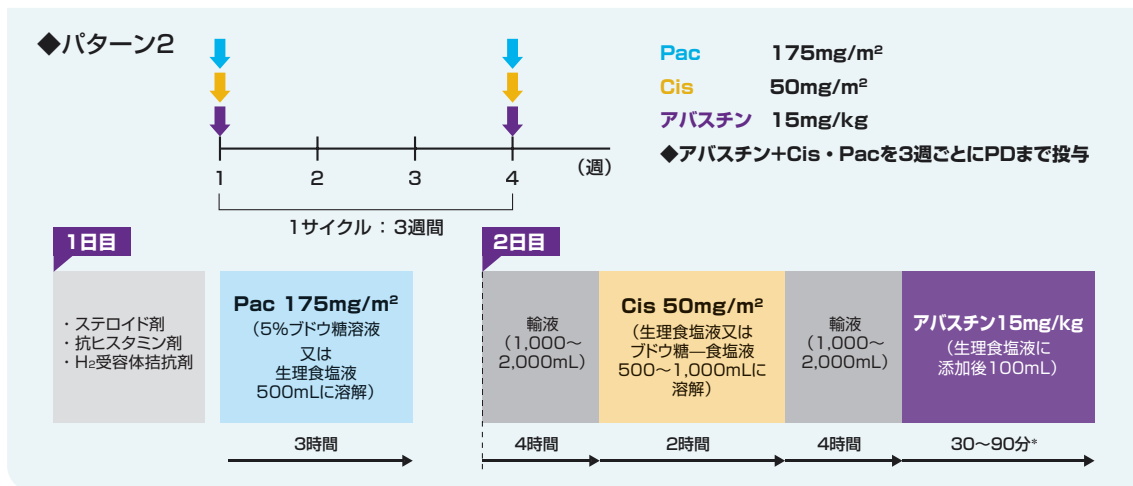 ◆パターン2
Pac 175mg/m²
Cis 50mg/m²
アバスチン 15mg/kg
◆アバスチン+Cis・Pacを3週ごとにPDまで投与
1 2 3 4 (週)
1サイクル：3週間
1日目
・ステロイド剤
・抗ヒスタミン剤
・H₂受容体拮抗剤
Pac 175mg/m²
(5%ブドウ糖溶液
又は
生理食塩液
500mLに溶解)
3時間
2日目
輸液
(1,000〜
2,000mL)
4時間
Cis 50mg/m²
(生理食塩液又は
ブドウ糖―食塩液
500〜1,000mLに
溶解)
2時間
輸液
(1,000〜
2,000mL)
4時間
アバスチン15mg/kg
(生理食塩液に
添加後100mL)
30〜90分*